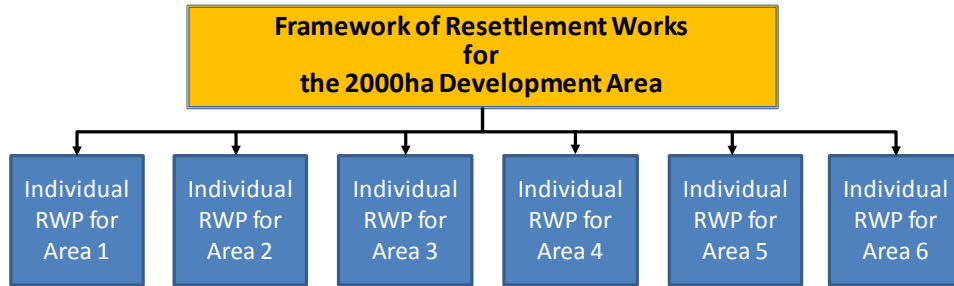 Framework of Resettlement Works
for
the 2000ha Development Area
Individual
RWP for
Area 1
Individual
RWP for
Area 2
Individual
RWP for
Area 3
Individual
RWP for
Area 4
Individual
RWP for
Area 5
Individual
RWP for
Area 6